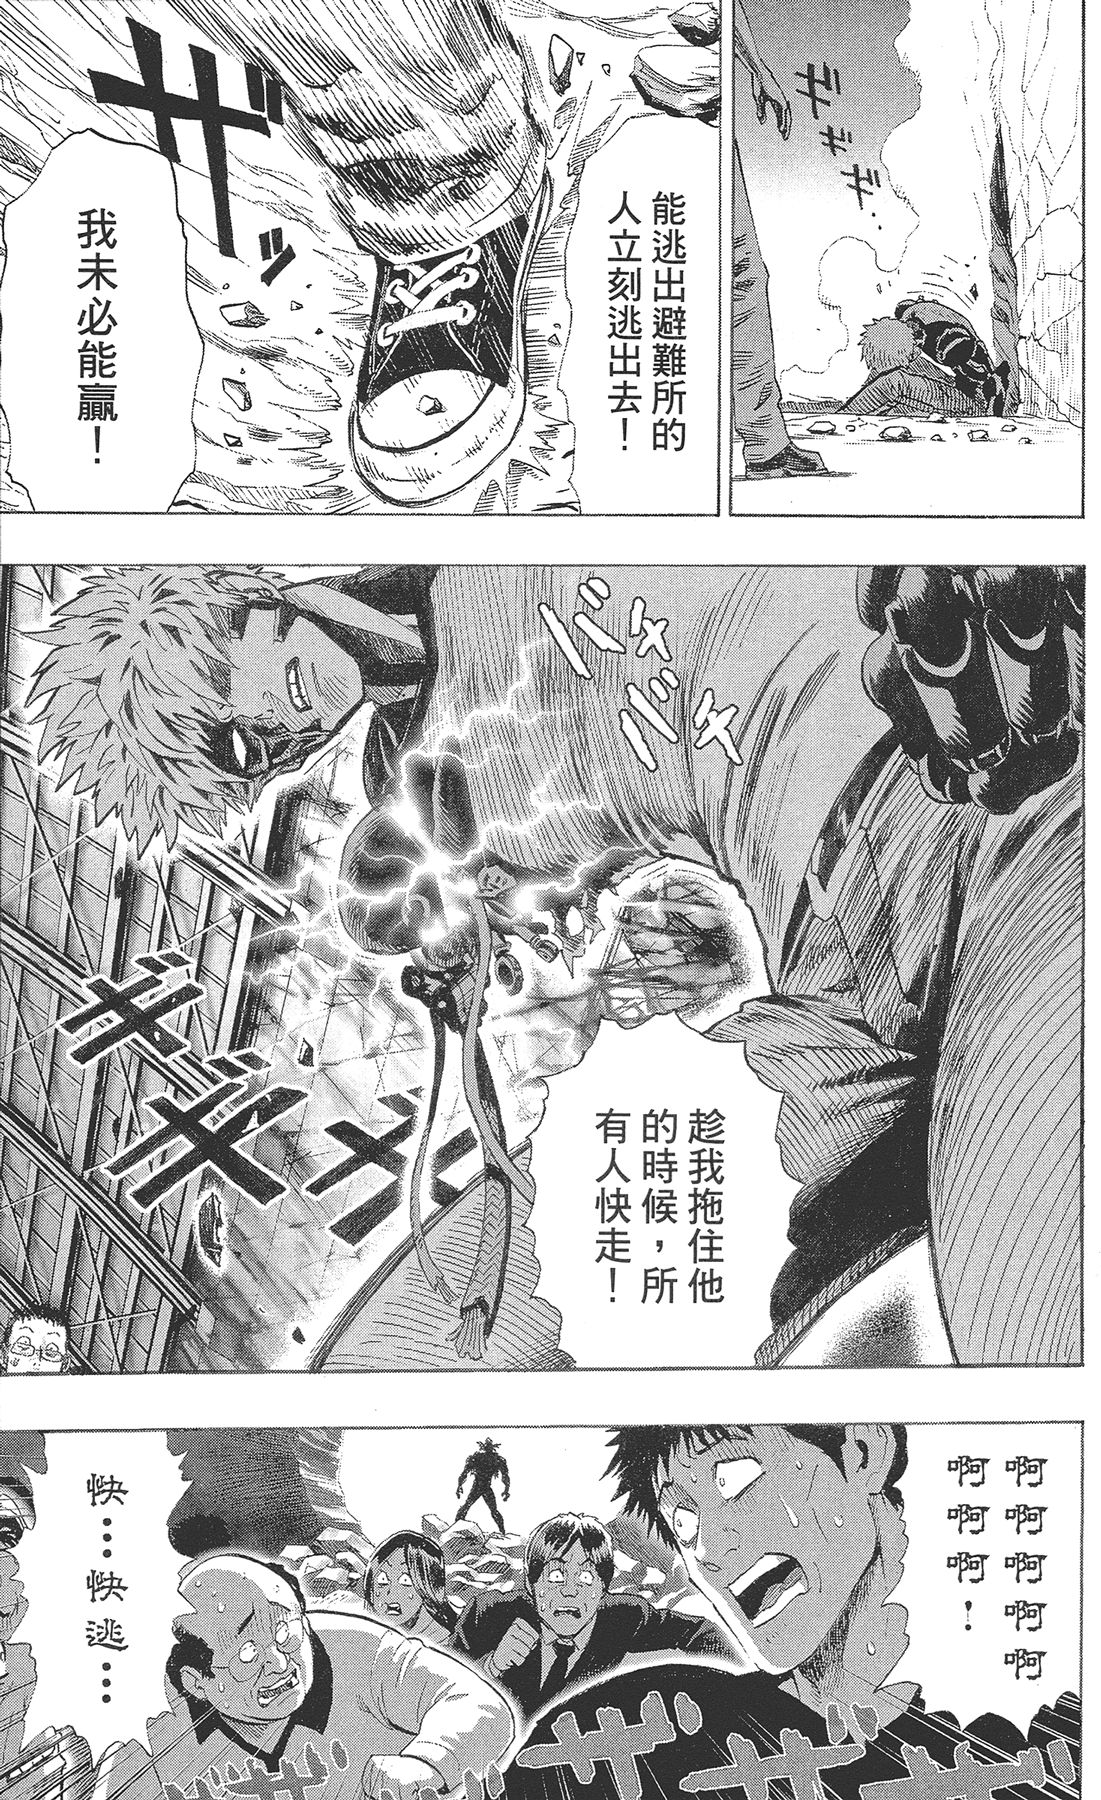 ギギギ…
能逃出避難所的
人立刻逃出去！
ザザッ
我未必能贏！
バチバチ
趁我拖住他
的時候，所
有人快走！
ギギギ
啊啊啊啊啊
啊啊啊！
快…快逃…
ザザザザザ